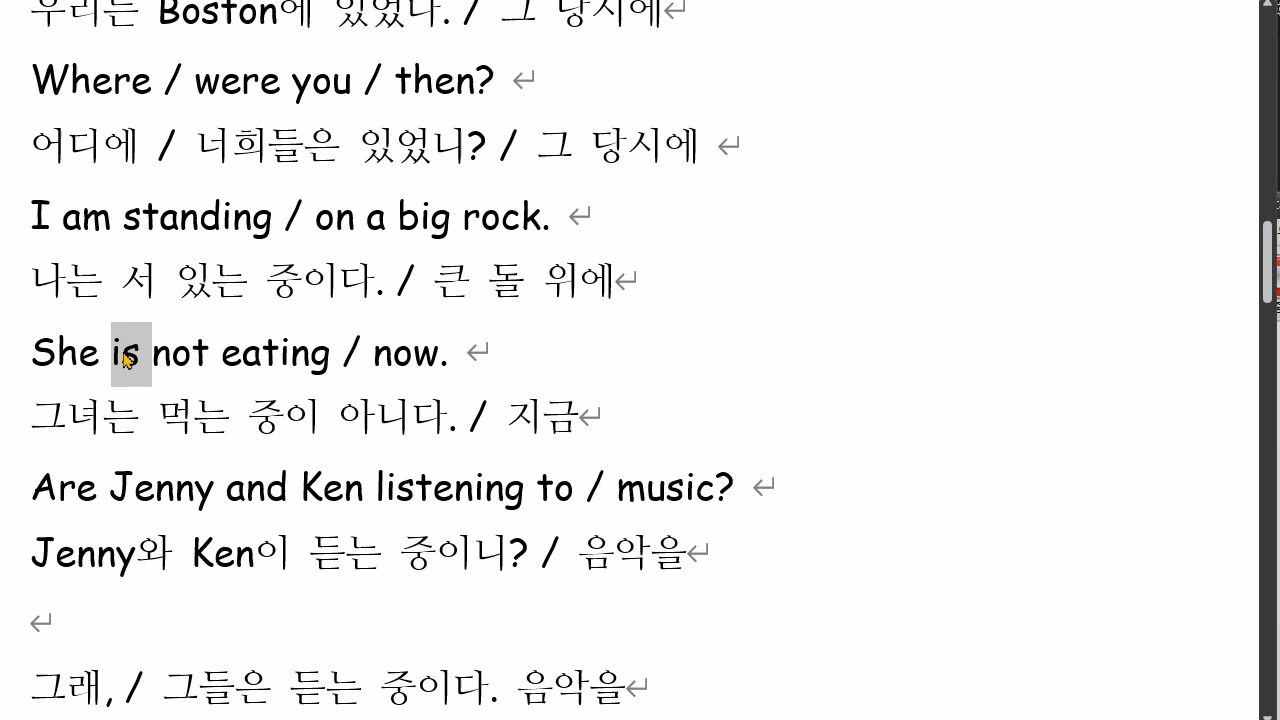 우리는 Boston에 있었다. / 그 당시에
Where / were you / then?
어디에 / 너희들은 있었니? / 그 당시에
I am standing / on a big rock.
나는 서 있는 중이다. / 큰 돌 위에
She is not eating / now.
그녀는 먹는 중이 아니다. / 지금
Are Jenny and Ken listening to / music?
Jenny와 Ken이 듣는 중이니? / 음악을
그래, / 그들은 듣는 중이다. 음악을